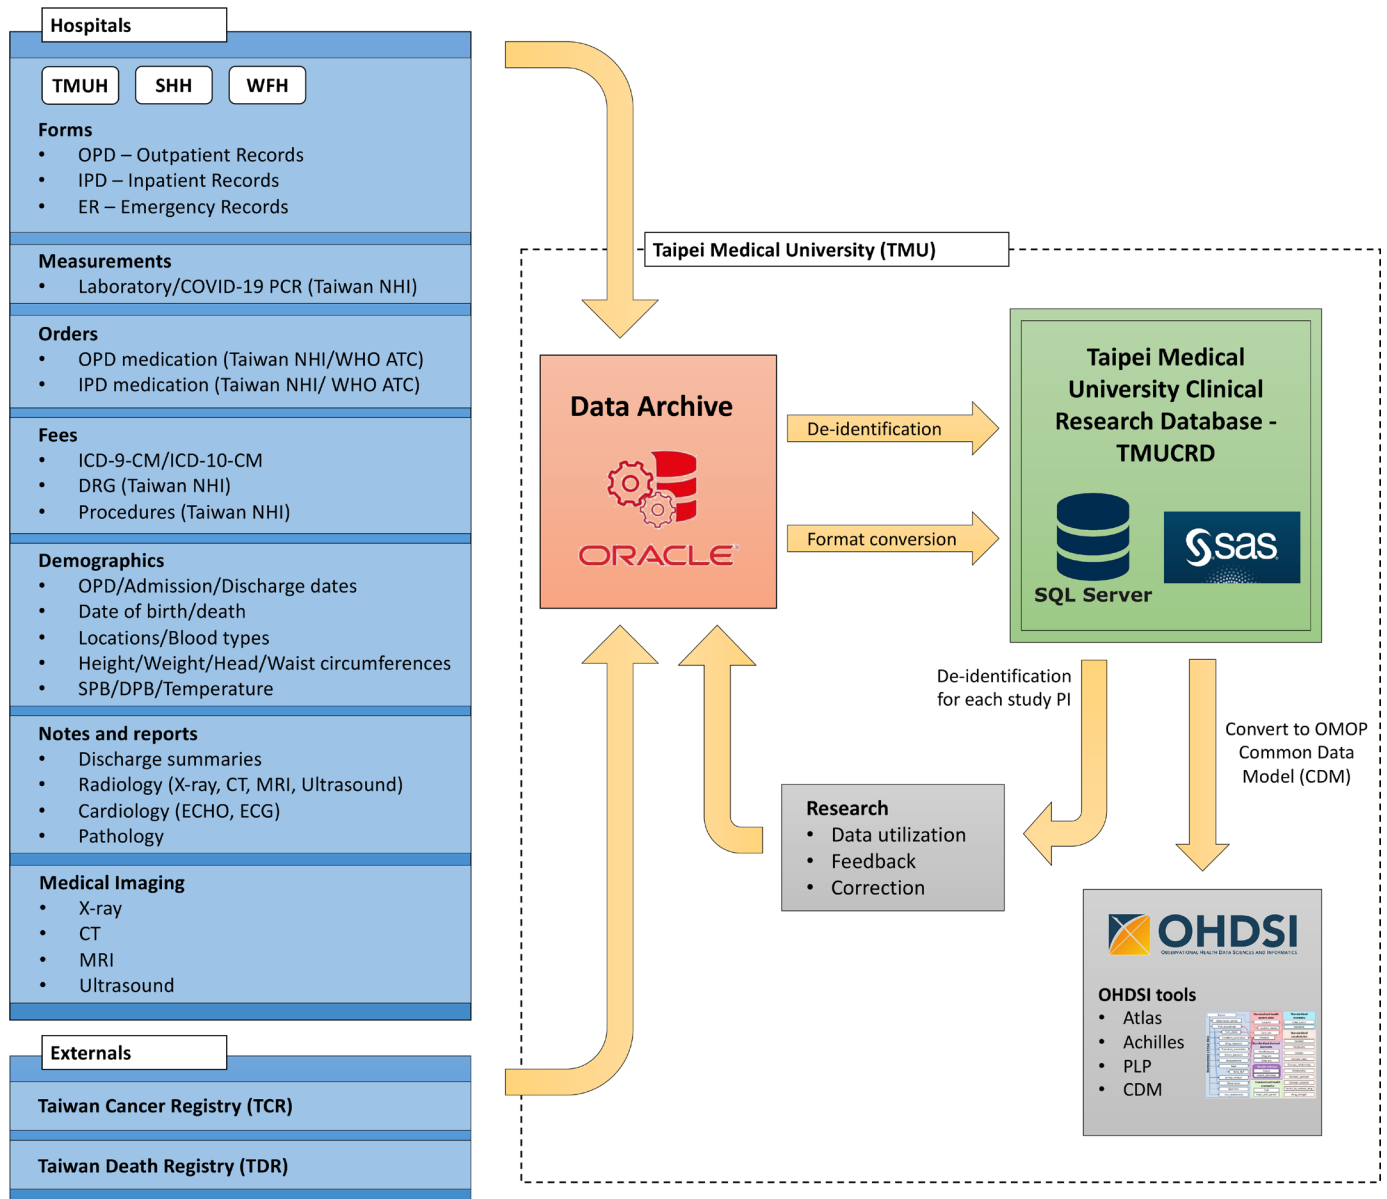 Hospitals
TMUH
SHH
WFH
Forms
• OPD – Outpatient Records
• IPD – Inpatient Records
• ER – Emergency Records
Measurements
• Laboratory/COVID-19 PCR (Taiwan NHI)
Orders
• OPD medication (Taiwan NHI/WHO ATC)
• IPD medication (Taiwan NHI/ WHO ATC)
Fees
• ICD-9-CM/ICD-10-CM
• DRG (Taiwan NHI)
• Procedures (Taiwan NHI)
Demographics
• OPD/Admission/Discharge dates
• Date of birth/death
• Locations/Blood types
• Height/Weight/Head/Waist circumferences
• SPB/DPB/Temperature
Notes and reports
• Discharge summaries
• Radiology (X-ray, CT, MRI, Ultrasound)
• Cardiology (ECHO, ECG)
• Pathology
Medical Imaging
• X-ray
• CT
• MRI
• Ultrasound
Externals
Taiwan Cancer Registry (TCR)
Taiwan Death Registry (TDR)
Taipei Medical University (TMU)
Data Archive
ORACLE
De-identification
Format conversion
Taipei Medical
University Clinical
Research Database -
TMUCRD
SQL Server
sas
De-identification
for each study PI
Convert to OMOP
Common Data
Model (CDM)
Research
• Data utilization
• Feedback
• Correction
OHDSI
OBSERVATIONAL HEALTH DATA SCIENCES AND INFORMATICS
OHDSI tools
• Atlas
• Achilles
• PLP
• CDM